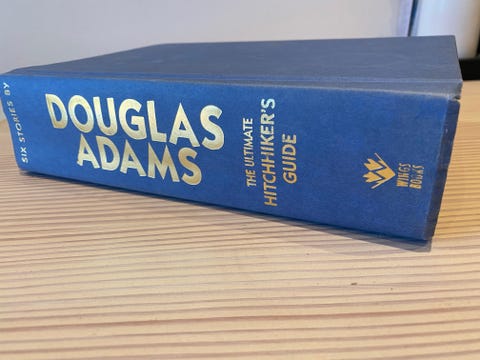 SIX STORIES BY
DOUGLAS
ADAMS
THE ULTIMATE
HITCHHIKER'S
GUIDE
WINGS
BOOKS